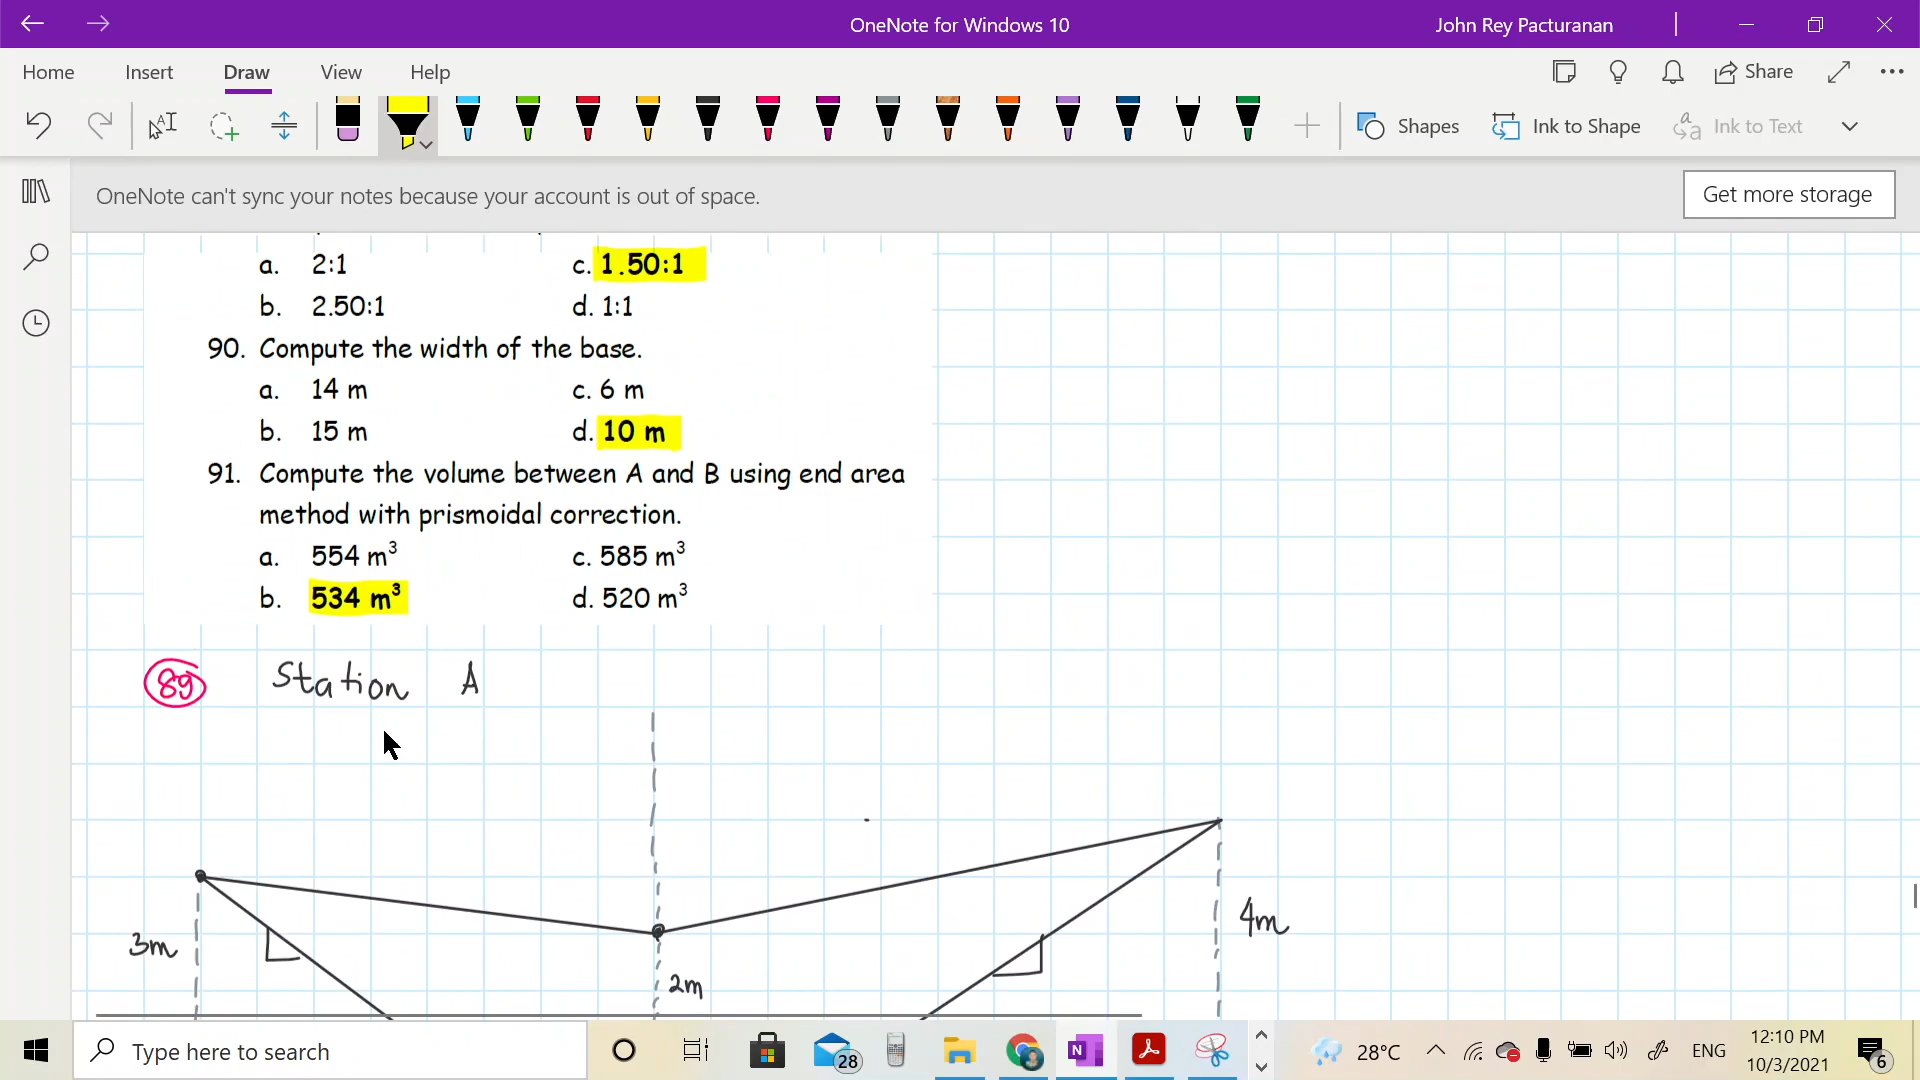 OneNote for Windows 10
John Rey Pacturanan
Home Insert Draw View Help
Share
Shapes Ink to Shape Ink to Text
OneNote can't sync your notes because your account is out of space.
Get more storage
a. 2:1 c. 1.50:1
b. 2.50:1 d. 1:1
90. Compute the width of the base.
a. 14 m c. 6 m
b. 15 m d. 10 m
91. Compute the volume between A and B using end area
method with prismoidal correction.
a. 554 m³ c. 585 m³
b. 534 m³ d. 520 m³
89 Station A
4m
3m
2m
Type here to search
28
28°C
ENG
12:10 PM
10/3/2021
6